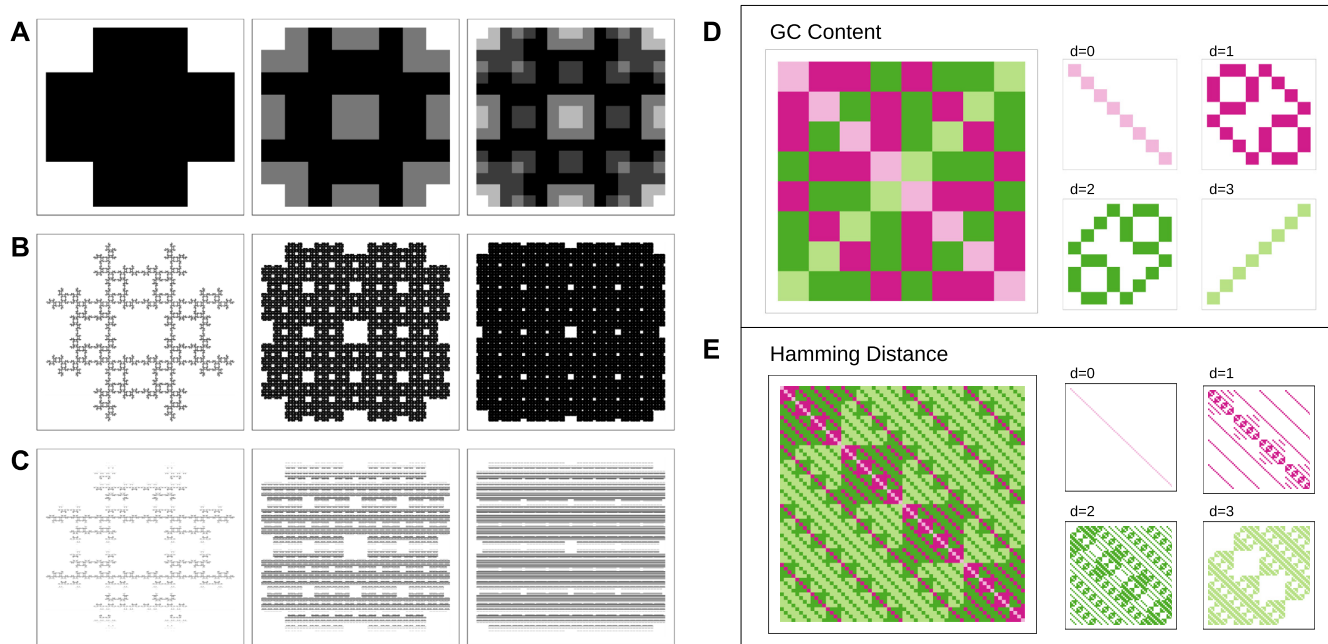 A
B
C
D
GC Content
d=0
d=1
d=2
d=3
E
Hamming Distance
d=0
d=1
d=2
d=3